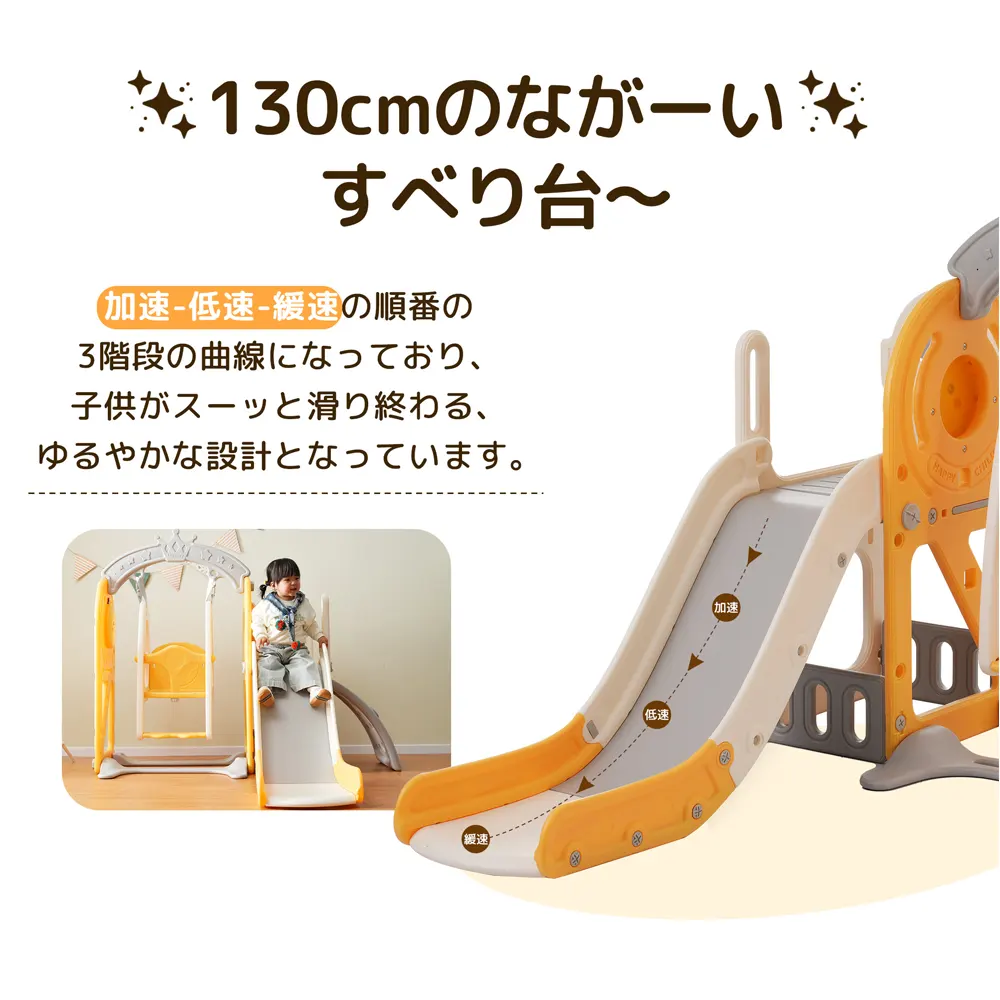 130cmのながーい
すべり台〜
加速-低速-緩速の順番の
3階段の曲線になっており、
子供がスーッと滑り終わる、
ゆるやかな設計となっています。
加速
低速
緩速
Happy